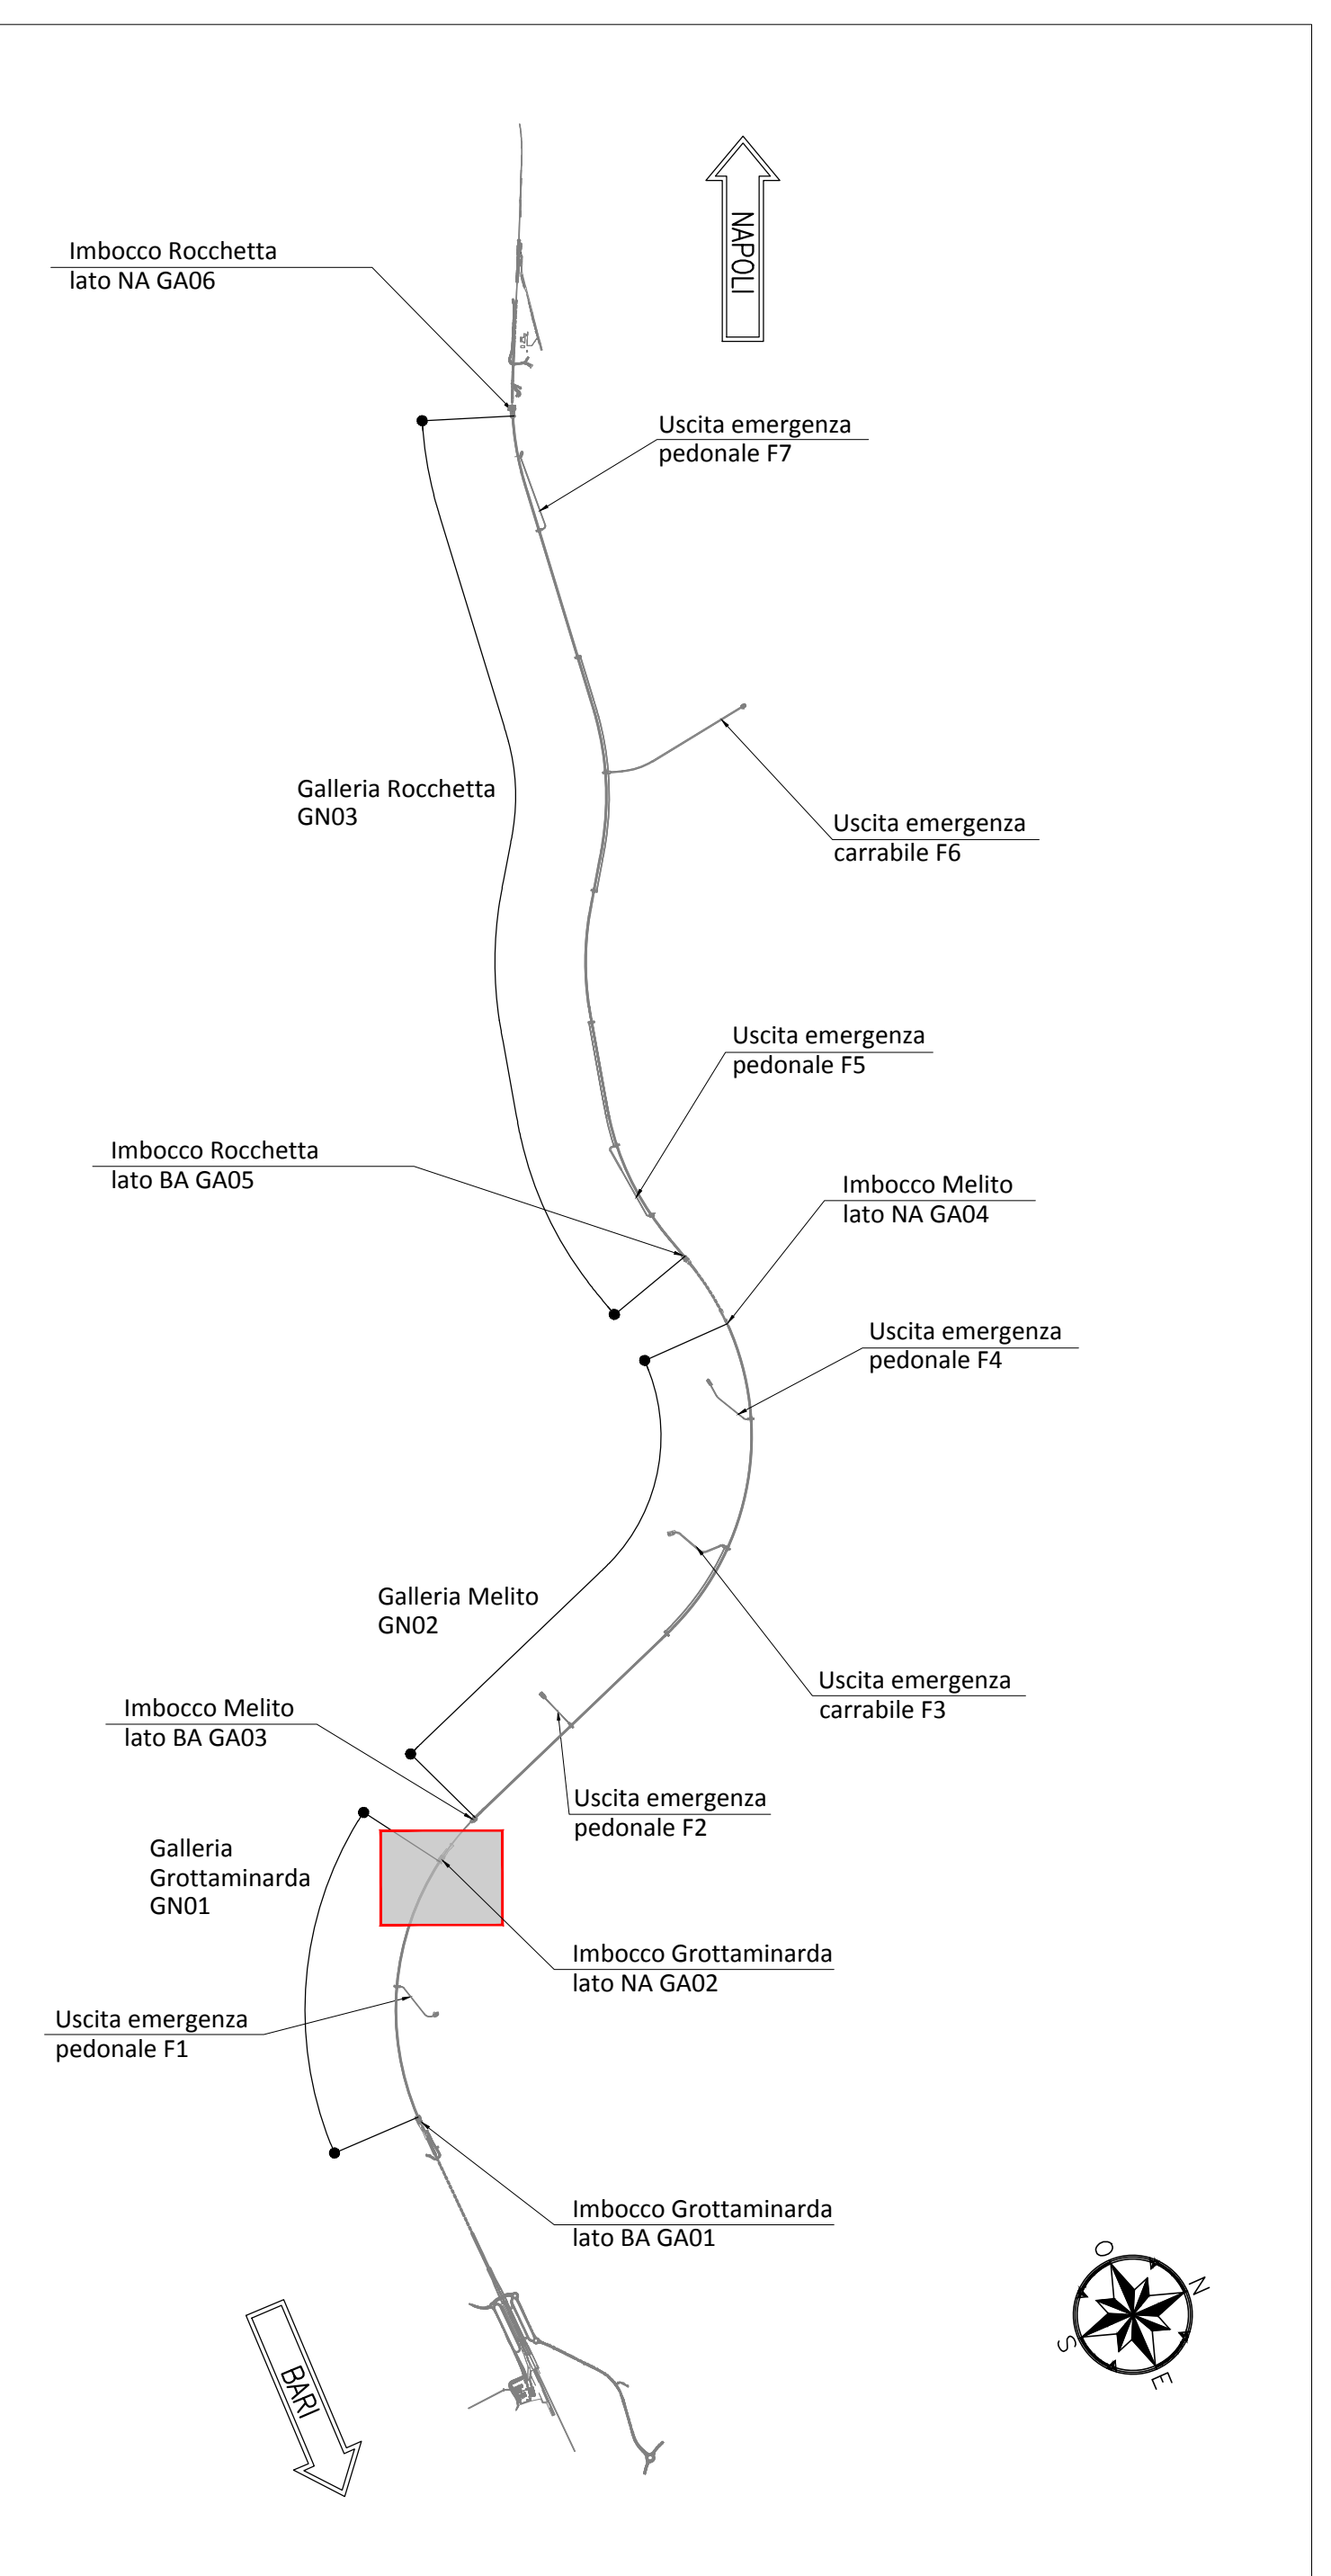 NAPOLI
Imbocco Rocchetta
lato NA GA06
Uscita emergenza
pedonale F7
Galleria Rocchetta
GN03
Uscita emergenza
carrabile F6
Uscita emergenza
pedonale F5
Imbocco Rocchetta
lato BA GA05
Imbocco Melito
lato NA GA04
Uscita emergenza
pedonale F4
Galleria Melito
GN02
Uscita emergenza
carrabile F3
Imbocco Melito
lato BA GA03
Uscita emergenza
pedonale F2
Galleria
Grottaminarda
GN01
Imbocco Grottaminarda
lato NA GA02
Uscita emergenza
pedonale F1
Imbocco Grottaminarda
lato BA GA01
O
N
S
E
BARI